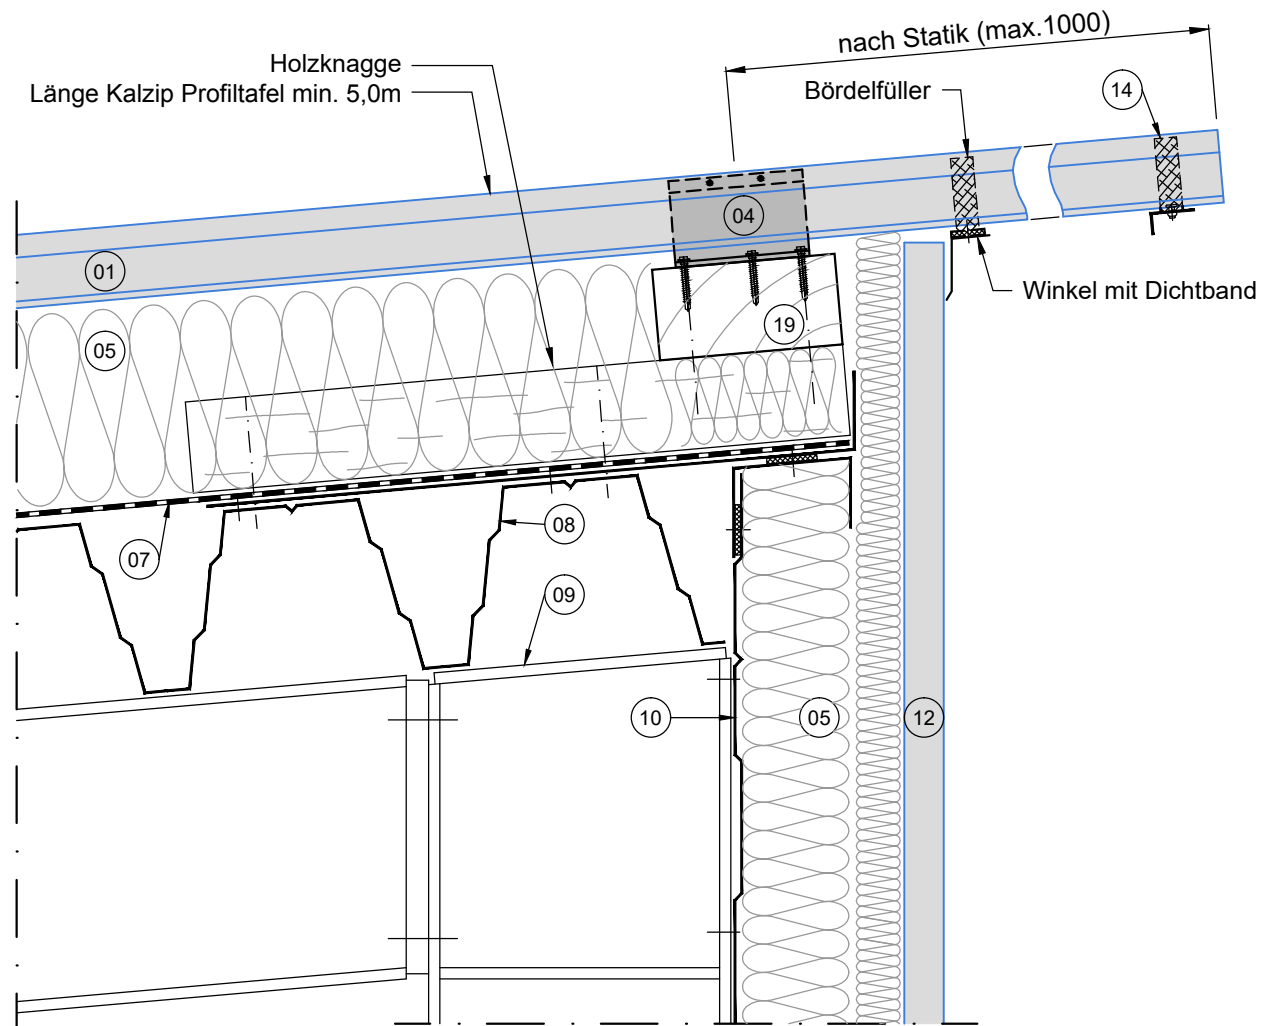 nach Statik (max.1000)
Holzknagge
Länge Kalzip Profiltafel min. 5,0m
Bördelfüller
14
04
01
Winkel mit Dichtband
19
05
08
07
09
10
05
12